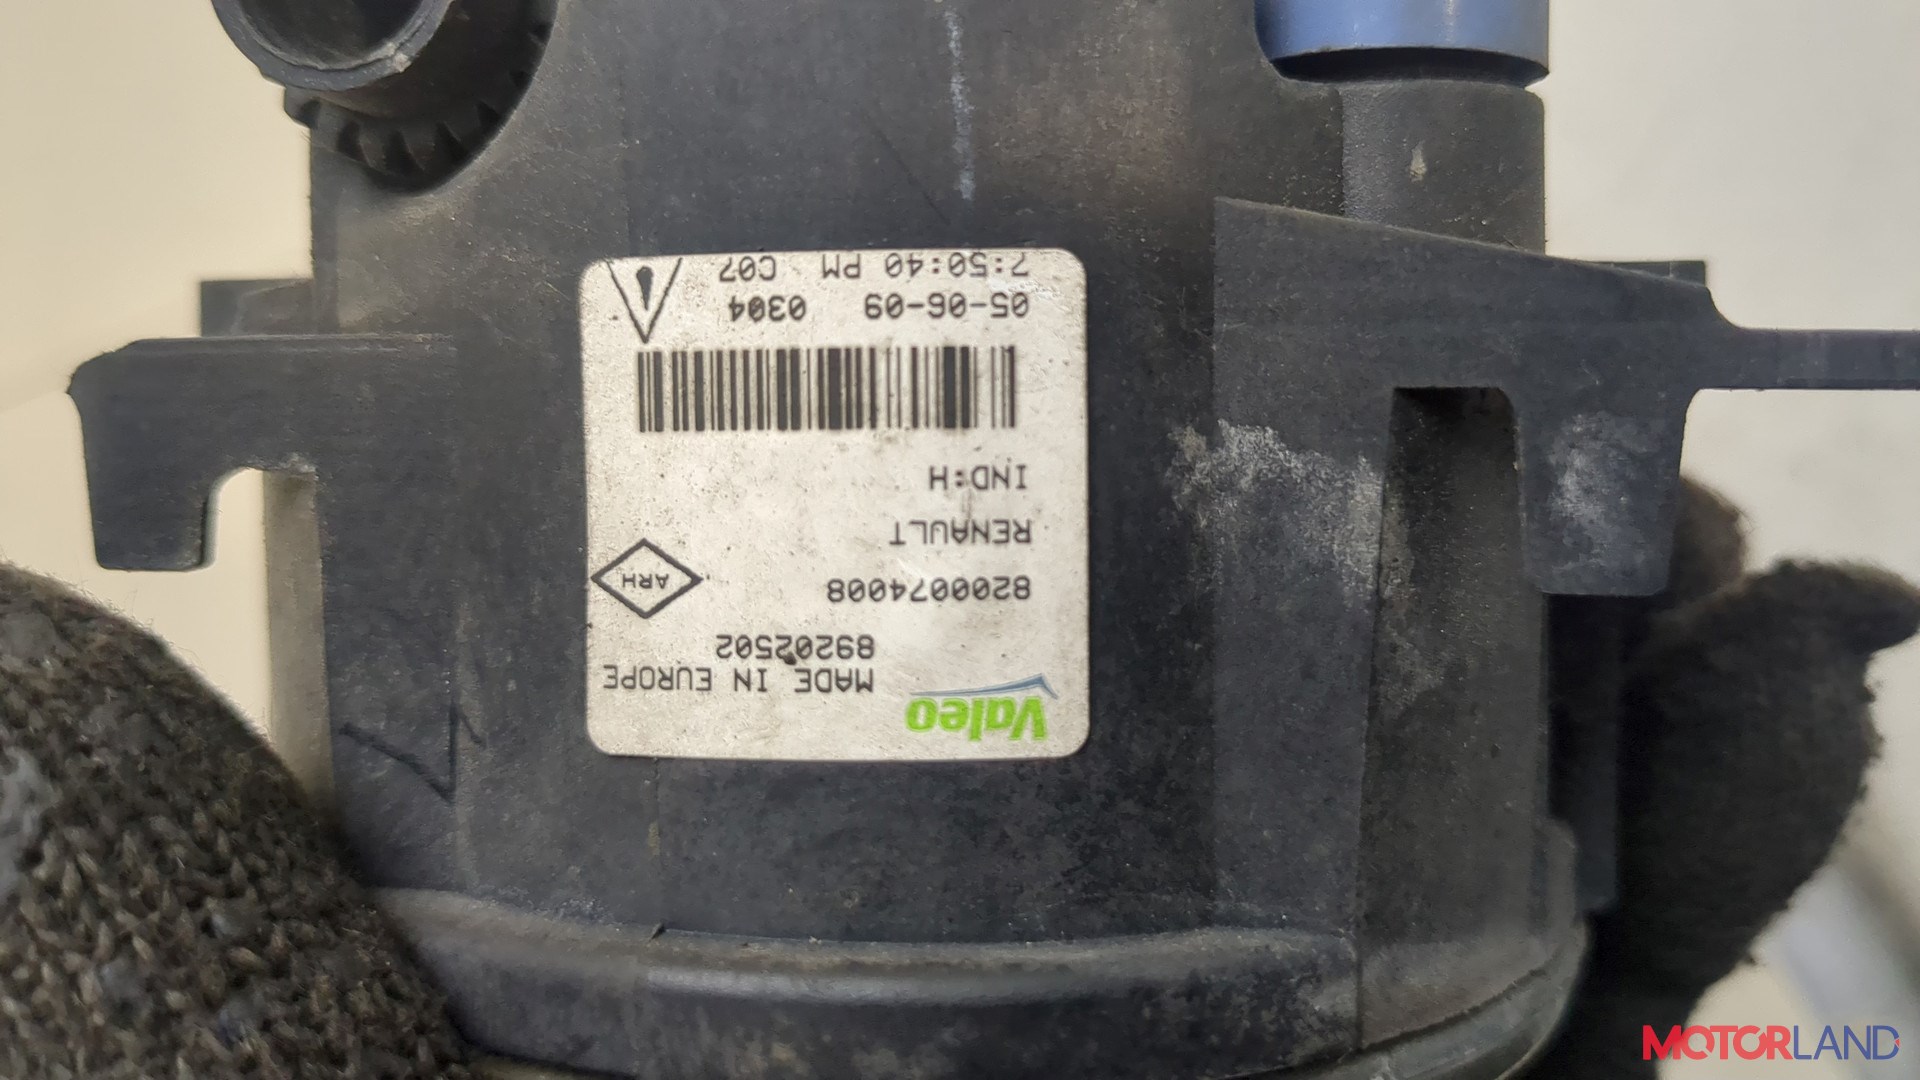 Valeo
MADE IN EUROPE
89202502
8200074008
ARH
RENAULT
IND:H
05-06-09 0304
7:50:40 PM C07
MOTORLAND